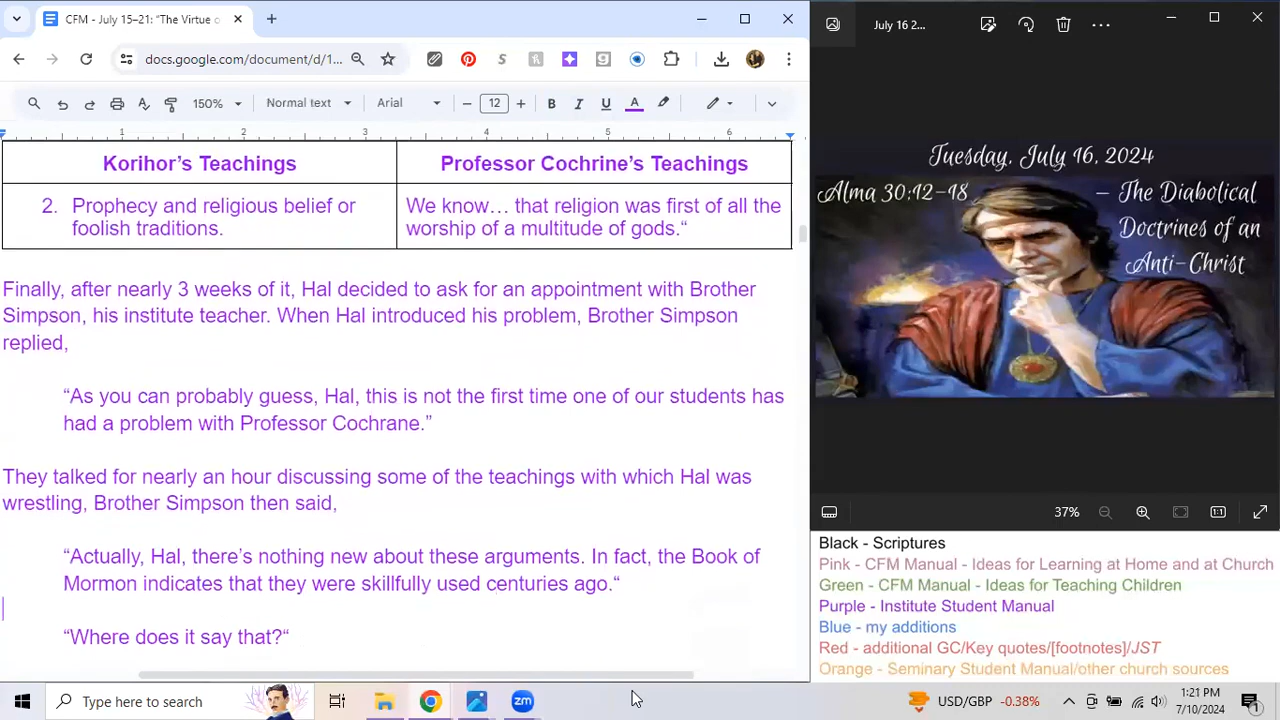 CFM - July 15–21: "The Virtue o
docs.google.com/document/d/1...
150%
Normal text
Arial
12
B
I
U
A
1
2
3
4
5
6
Korihor's Teachings
Professor Cochrine's Teachings
2. Prophecy and religious belief or
foolish traditions.
We know… that religion was first of all the
worship of a multitude of gods."
Finally, after nearly 3 weeks of it, Hal decided to ask for an appointment with Brother
Simpson, his institute teacher. When Hal introduced his problem, Brother Simpson
replied,
"As you can probably guess, Hal, this is not the first time one of our students has
had a problem with Professor Cochrane."
They talked for nearly an hour discussing some of the teachings with which Hal was
wrestling, Brother Simpson then said,
"Actually, Hal, there's nothing new about these arguments. In fact, the Book of
Mormon indicates that they were skillfully used centuries ago."
"Where does it say that?"
July 16 2...
Tuesday, July 16, 2024
Alma 30:12-18
– The Diabolical
Doctrines of an
Anti-Christ
37%
1:1
Black - Scriptures
Pink - CFM Manual - Ideas for Learning at Home and at Church
Green - CFM Manual - Ideas for Teaching Children
Purple - Institute Student Manual
Blue - my additions
Red - additional GC/Key quotes/[footnotes]/JST
Orange - Seminary Student Manual/other church sources
Type here to search
zm
USD/GBP -0.38%
1:21 PM
7/10/2024
1